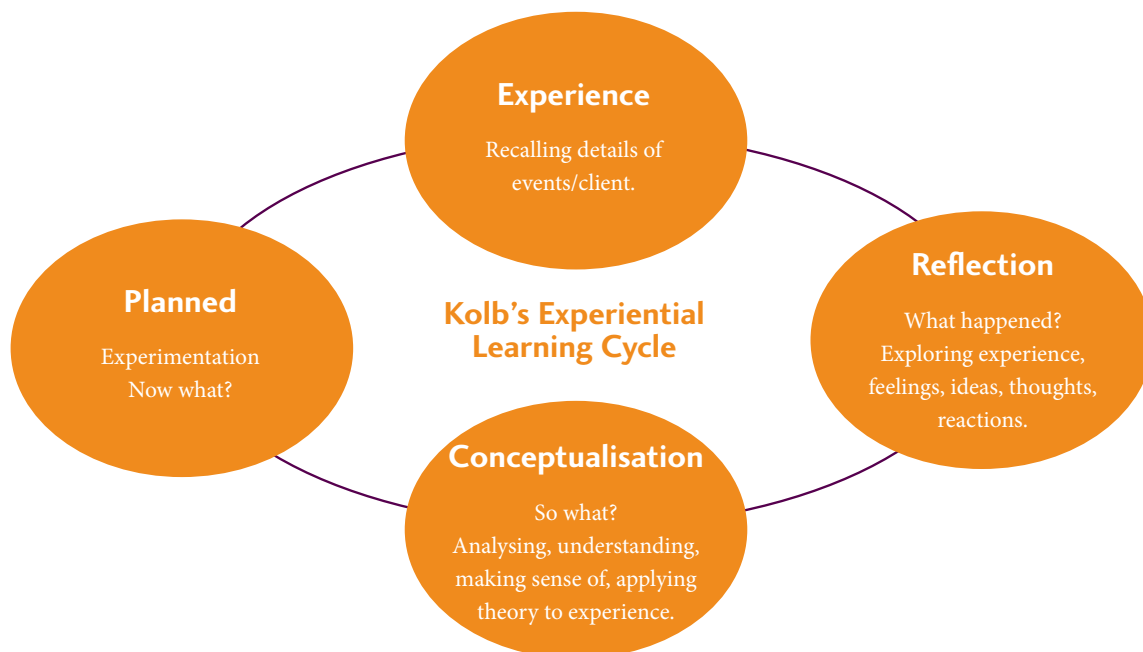 Experience
Recalling details of
events/client.
Reflection
What happened?
Exploring experience,
feelings, ideas, thoughts,
reactions.
Kolb's Experiential
Learning Cycle
Planned
Experimentation
Now what?
Conceptualisation
So what?
Analysing, understanding,
making sense of, applying
theory to experience.